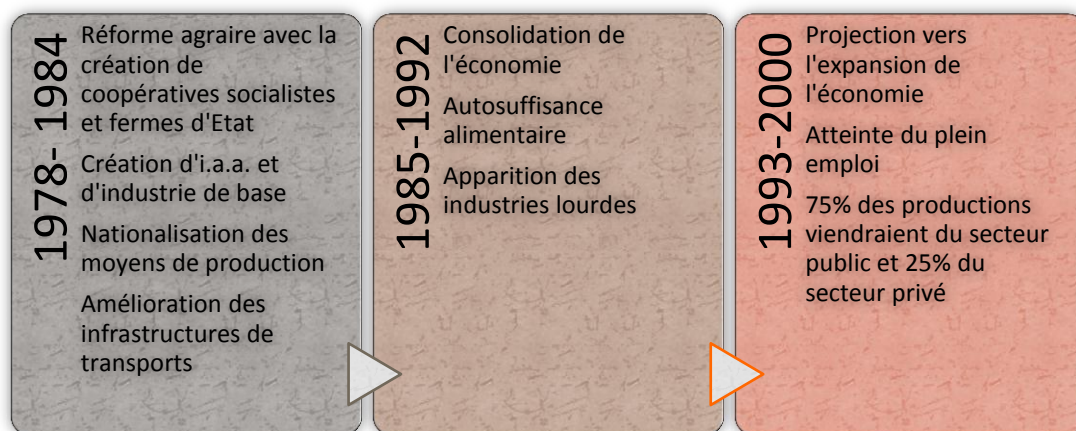 1978- 1984
Réforme agraire avec la
création de
coopératives socialistes
et fermes d'Etat
Création d'i.a.a. et
d'industrie de base
Nationalisation des
moyens de production
Amélioration des
infrastructures de
transports
1985-1992
Consolidation de
l'économie
Autosuffisance
alimentaire
Apparition des
industries lourdes
1993-2000
Projection vers
l'expansion de
l'économie
Atteinte du plein
emploi
75% des productions
viendraient du secteur
public et 25% du
secteur privé